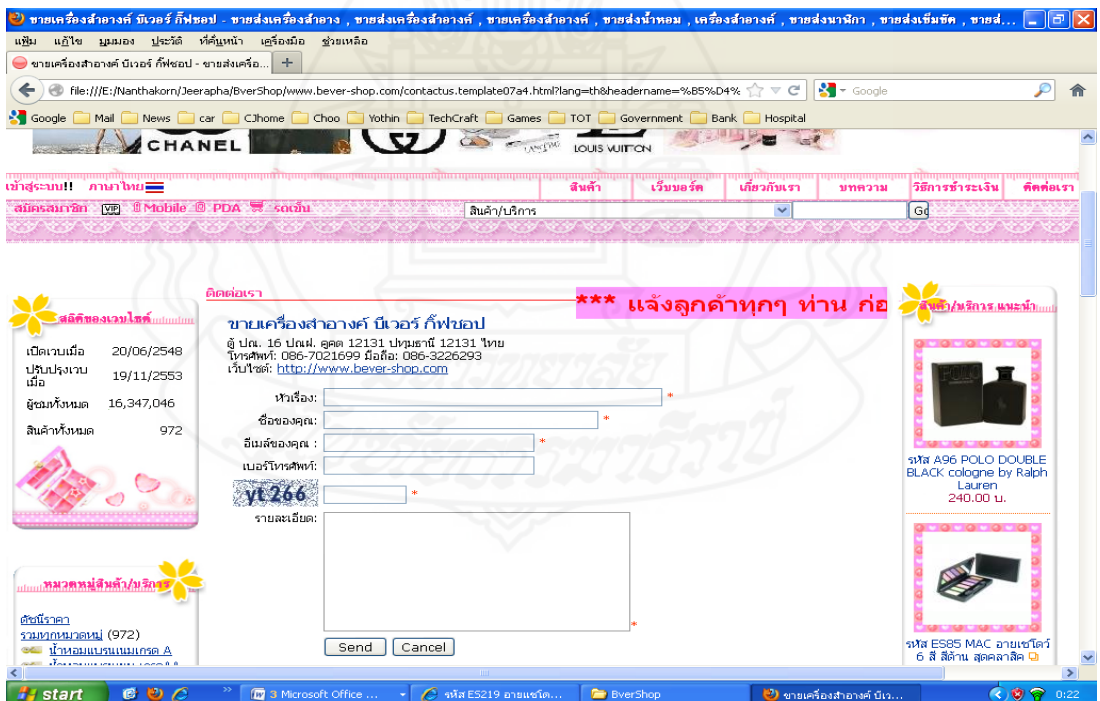 ขายเครื่องสำอางค์ บีเวอร์ กิ๊ฟชอป - ขายส่งเครื่องสำอาง , ขายส่งเครื่องสำอางค์ , ขายเครื่องสำอางค์ , ขายส่งน้ำหอม , เครื่องสำอางค์ , ขายส่งนาฬิกา , ขายส่งเข็มขัด , ขายส่...
แฟ้ม แก้ไข มุมมอง ประวัติ ที่คั่นหน้า เครื่องมือ ช่วยเหลือ
ขายเครื่องสำอางค์ บีเวอร์ กิ๊ฟชอป - ขายส่งเครื่อ...
file:///E:/Nanthakorn/Jeerapha/BverShop/www.bever-shop.com/contactus.template07a4.html?lang=th&headername=%B5%D4%
Google
Google Mail News car CJhome Choo Yothin TechCraft Games TOT Government Bank Hospital
CHANEL LOUIS VUITTON
เข้าสู่ระบบ!! ภาษาไทย สินค้า เว็บบอร์ด เกี่ยวกับเรา บทความ วิธีการชำระเงิน ติดต่อเรา
สมัครสมาชิก VIP Mobile PDA รถเข็น สินค้า/บริการ Go
ติดต่อเรา
*** แจ้งลูกค้าทุกๆ ท่าน ก่อ
สถิติของเวบไซต์
เปิดเวบเมื่อ 20/06/2548
ปรับปรุงเวบเมื่อ 19/11/2553
ผู้ชมทั้งหมด 16,347,046
สินค้าทั้งหมด 972
หมวดหมู่สินค้า/บริการ
ดัชนีราคา
รวมทุกหมวดหมู่ (972)
น้ำหอมแบรนเนมเกรด A
ขายเครื่องสำอางค์ บีเวอร์ กิ๊ฟชอป
ตู้ ปณ. 16 ปณฝ. คูคต 12131 ปทุมธานี 12131 ไทย
โทรศัพท์: 086-7021699 มือถือ: 086-3226293
เว็บไซต์: http://www.bever-shop.com
หัวเรื่อง: *
ชื่อของคุณ: *
อีเมล์ของคุณ : *
เบอร์โทรศัพท์:
yt266 *
รายละเอียด: *
Send Cancel
สินค้า/บริการ แนะนำ
POLO
รหัส A96 POLO DOUBLE
BLACK cologne by Ralph
Lauren
240.00 บ.
รหัส ES85 MAC อายเชโดว์
6 สี สีด้าน สุดคลาสิค
start 3 Microsoft Office ... รหัส ES219 อายแชโด... BverShop ขายเครื่องสำอางค์ บีเว... 0:22